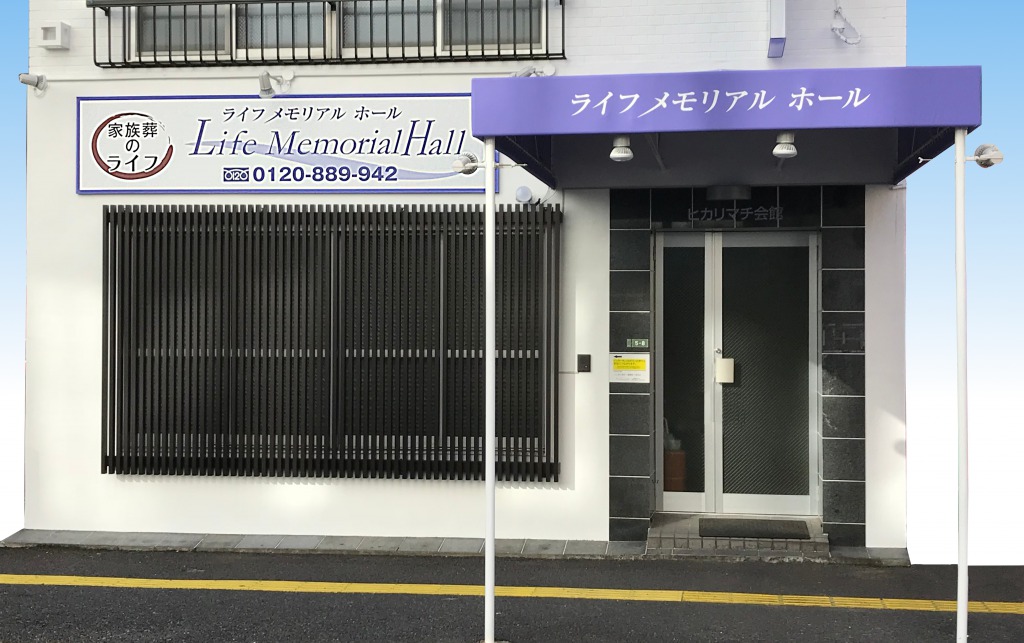 家族葬
の
ライフ
ライフ メモリアル ホール
Life Memorial Hall
0120-889-942
ライフ メモリアル ホール
ヒカリマチ会館
5-8